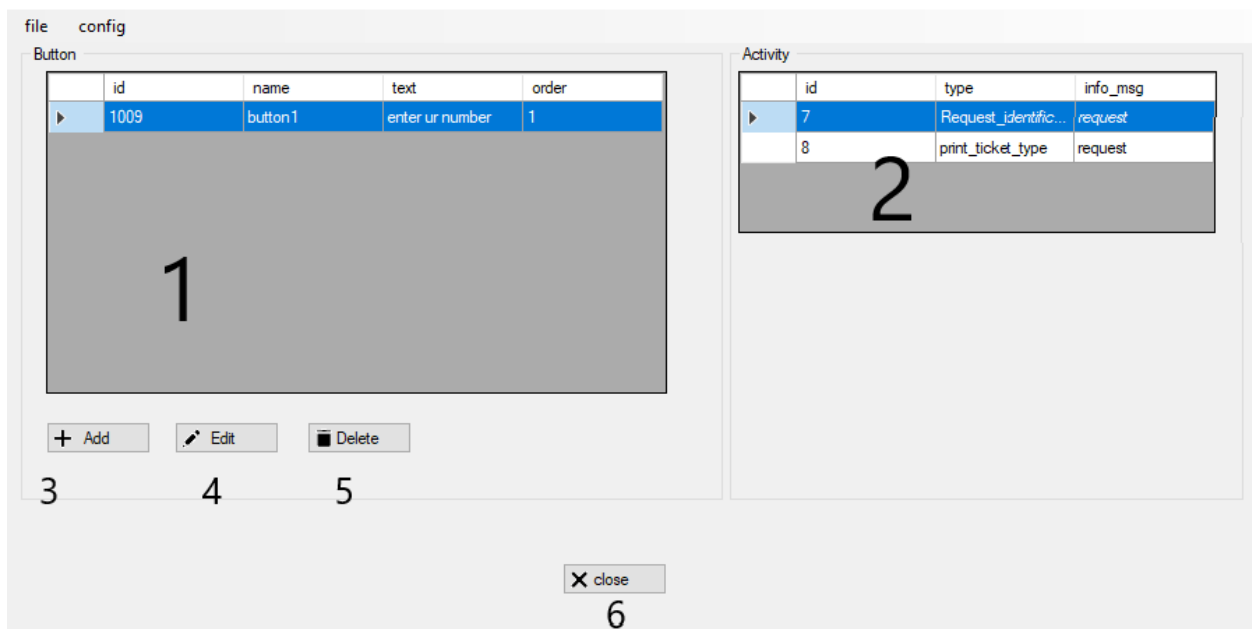 file config
Button
id name text order
1009 button1 enter ur number 1
1
Add Edit Delete
3 4 5
Activity
id type info_msg
7 Request_identific... request
8 print_ticket_type request
2
close
6